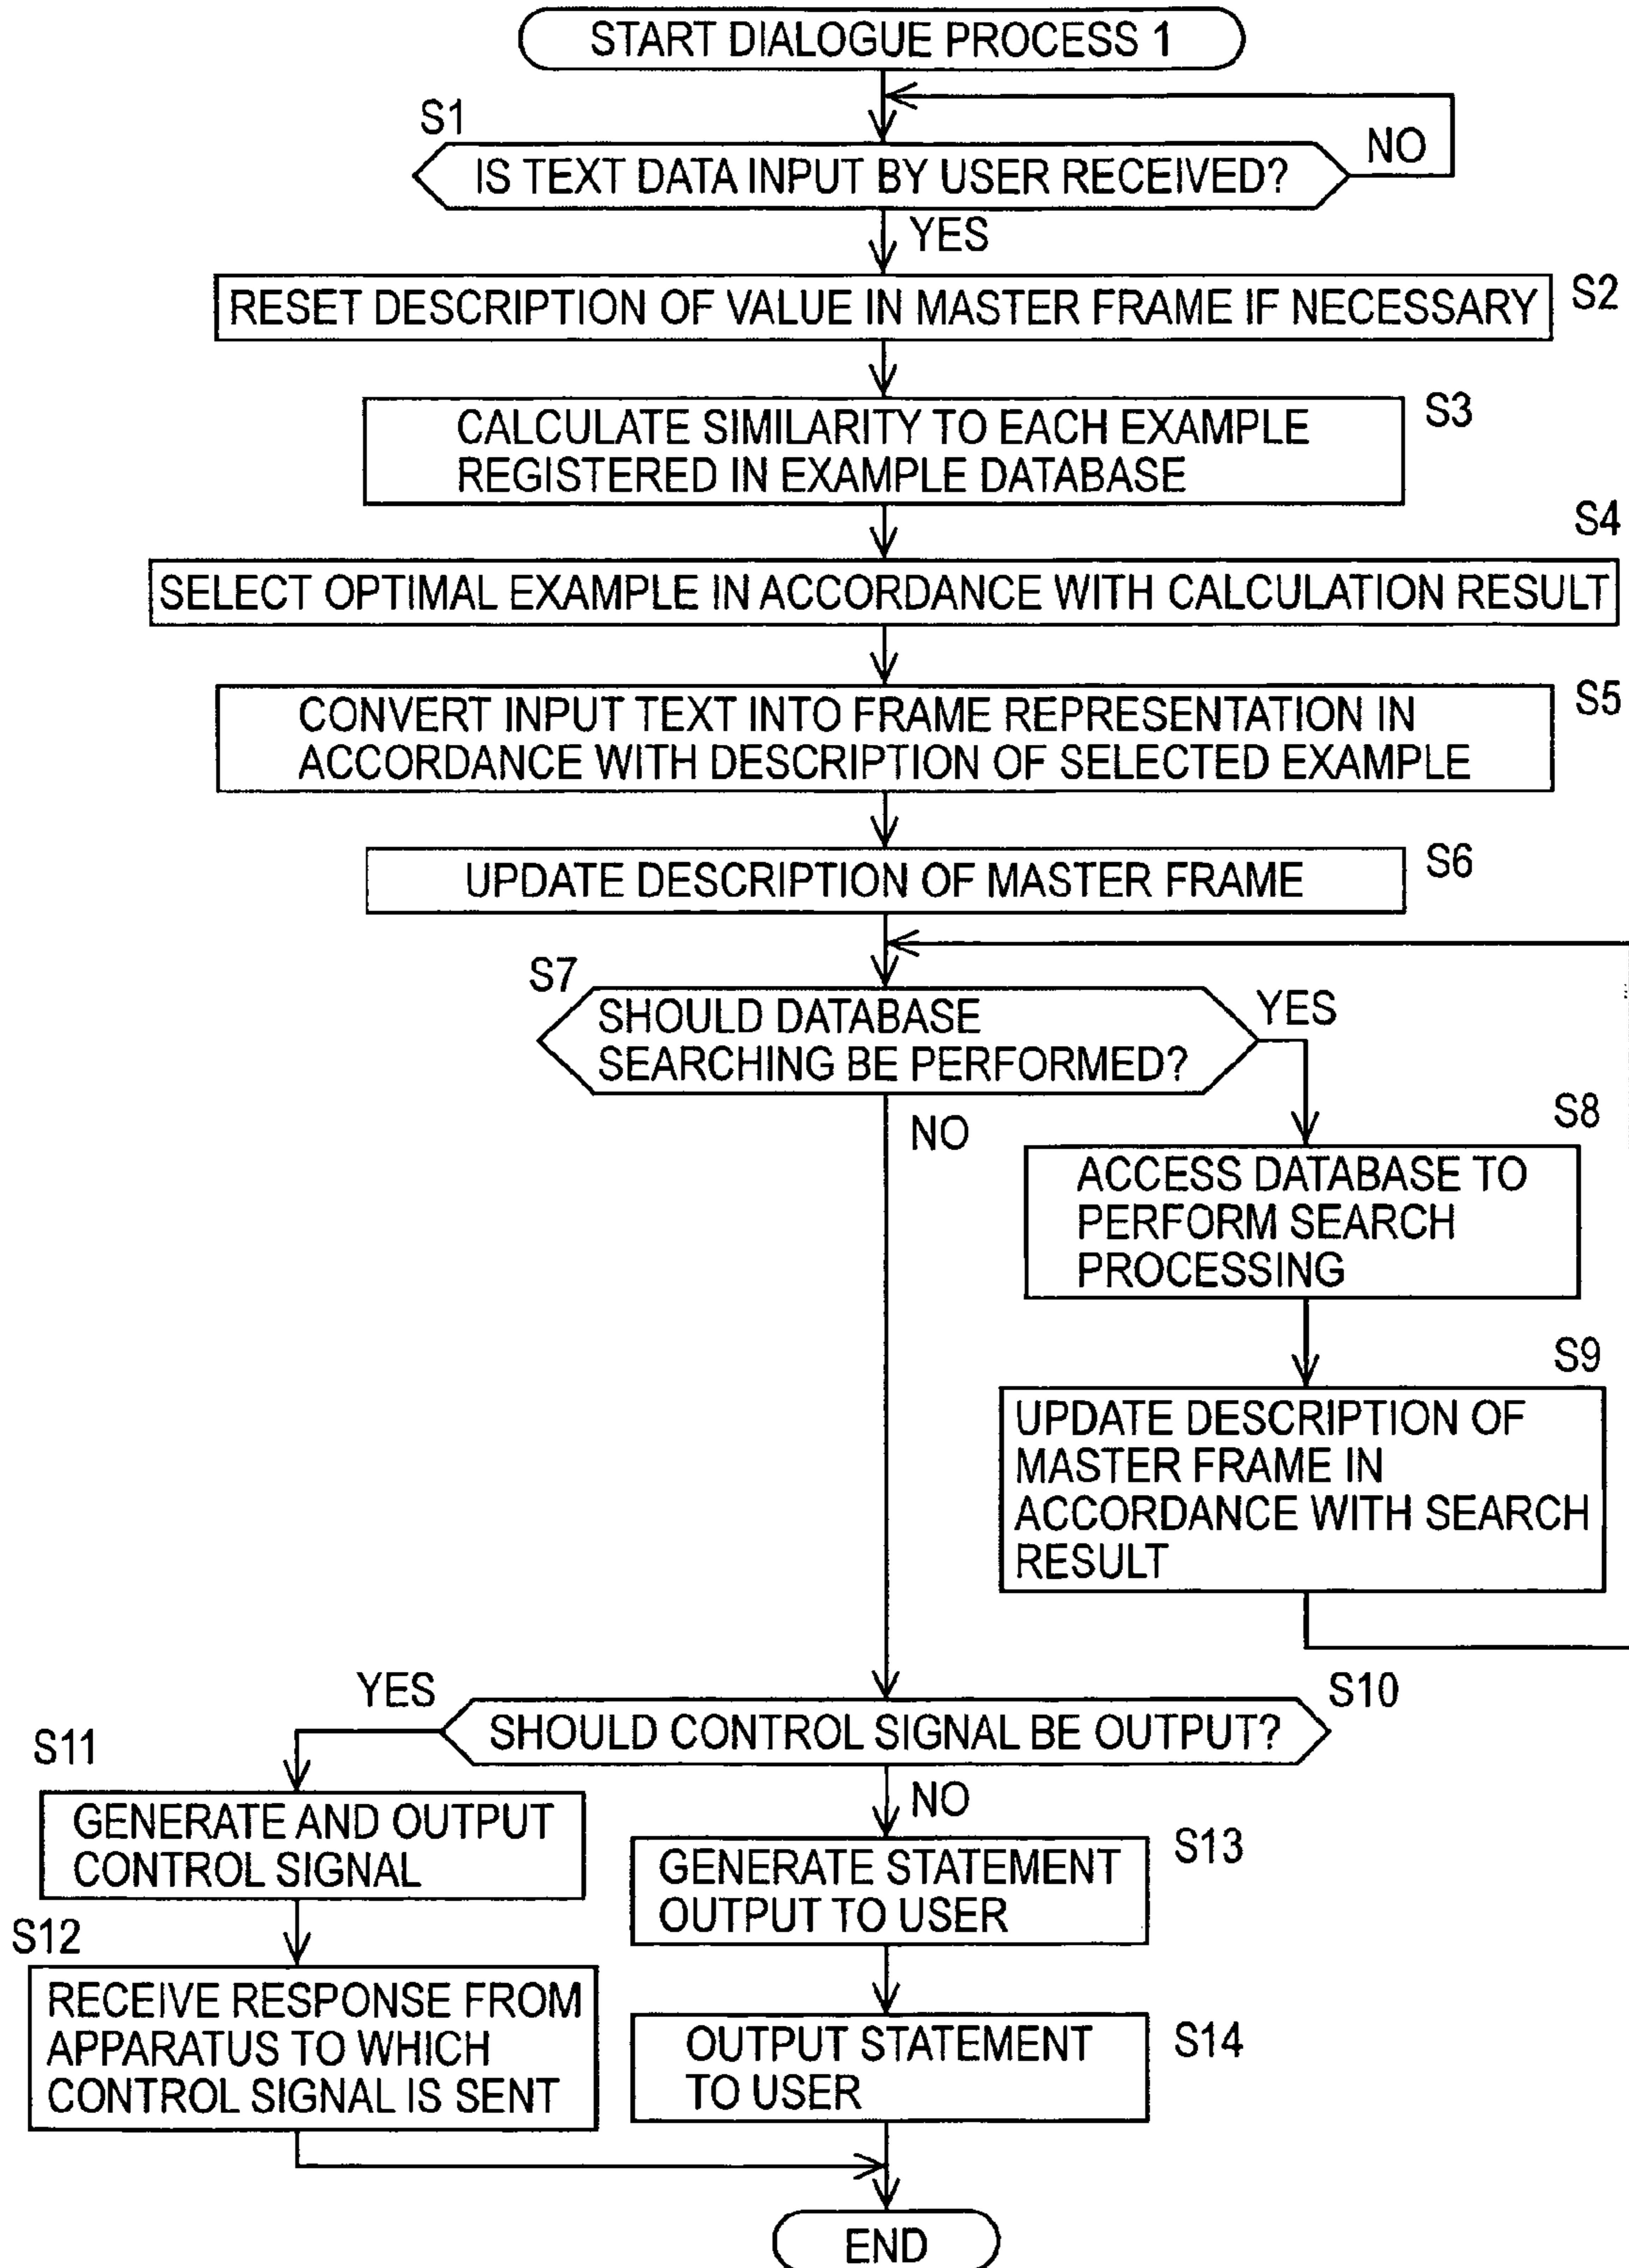 START DIALOGUE PROCESS 1
S1
IS TEXT DATA INPUT BY USER RECEIVED?
NO
YES
RESET DESCRIPTION OF VALUE IN MASTER FRAME IF NECESSARY
S2
CALCULATE SIMILARITY TO EACH EXAMPLE
REGISTERED IN EXAMPLE DATABASE
S3
S4
SELECT OPTIMAL EXAMPLE IN ACCORDANCE WITH CALCULATION RESULT
CONVERT INPUT TEXT INTO FRAME REPRESENTATION IN
ACCORDANCE WITH DESCRIPTION OF SELECTED EXAMPLE
S5
UPDATE DESCRIPTION OF MASTER FRAME
S6
S7
SHOULD DATABASE
SEARCHING BE PERFORMED?
YES
NO
S8
ACCESS DATABASE TO
PERFORM SEARCH
PROCESSING
S9
UPDATE DESCRIPTION OF
MASTER FRAME IN
ACCORDANCE WITH SEARCH
RESULT
YES
SHOULD CONTROL SIGNAL BE OUTPUT?
S10
S11
GENERATE AND OUTPUT
CONTROL SIGNAL
NO
GENERATE STATEMENT
OUTPUT TO USER
S13
S12
RECEIVE RESPONSE FROM
APPARATUS TO WHICH
CONTROL SIGNAL IS SENT
OUTPUT STATEMENT
TO USER
S14
END